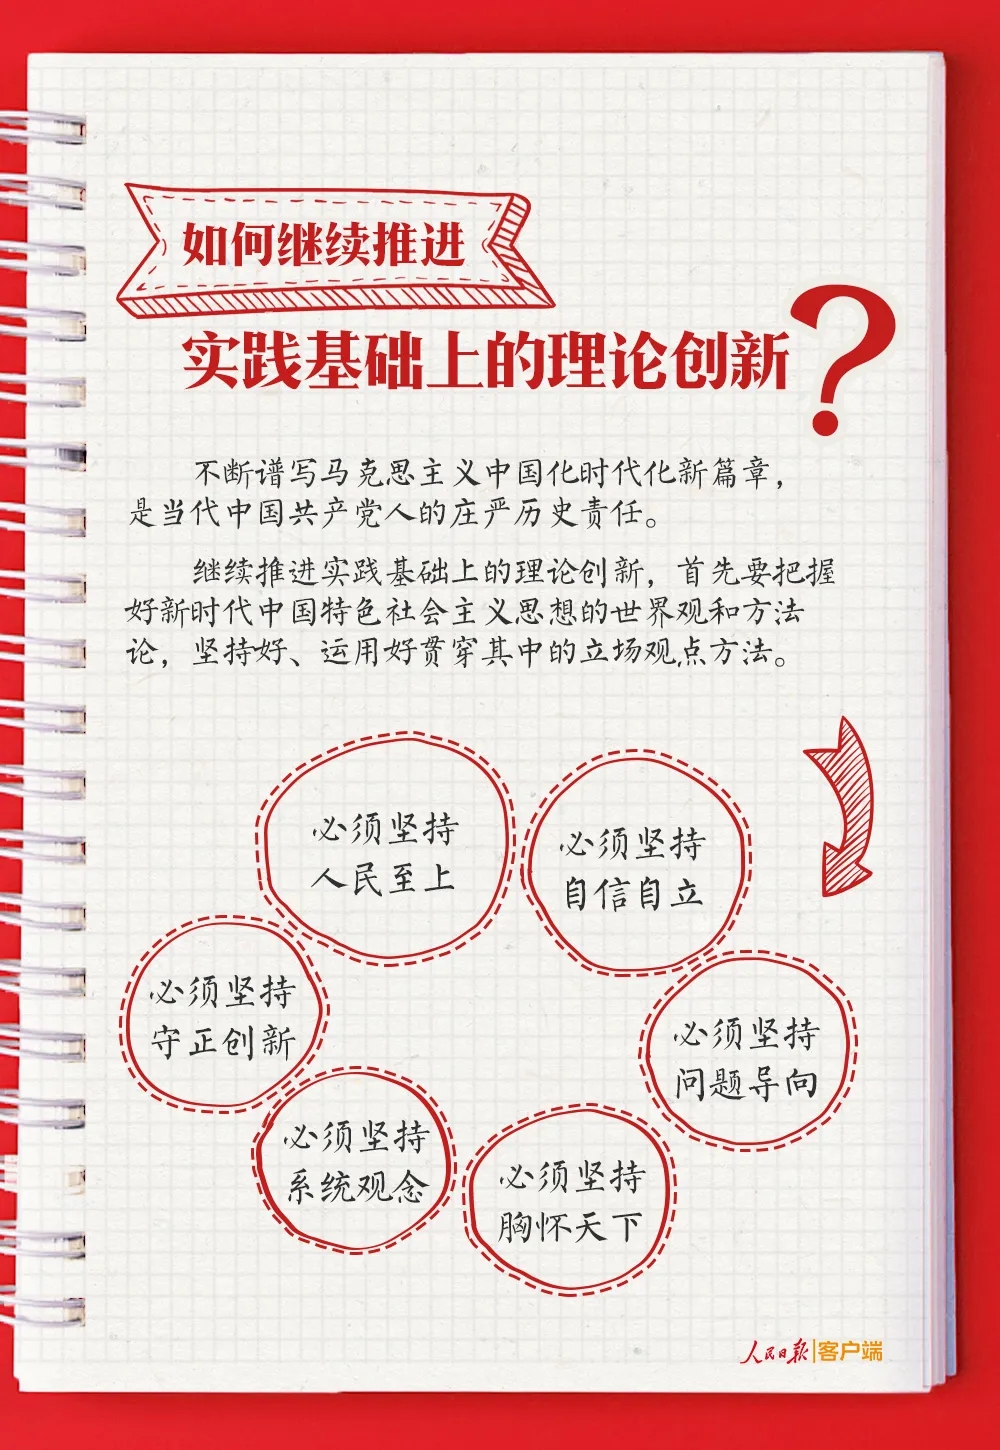 如何继续推进
实践基础上的理论创新?
不断谱写马克思主义中国化时代化新篇章，
是当代中国共产党人的庄严历史责任。
继续推进实践基础上的理论创新，首先要把握
好新时代中国特色社会主义思想的世界观和方法
论，坚持好、运用好贯穿其中的立场观点方法。
必须坚持
人民至上
必须坚持
自信自立
必须坚持
守正创新
必须坚持
问题导向
必须坚持
系统观念
必须坚持
胸怀天下
人民日报|客户端